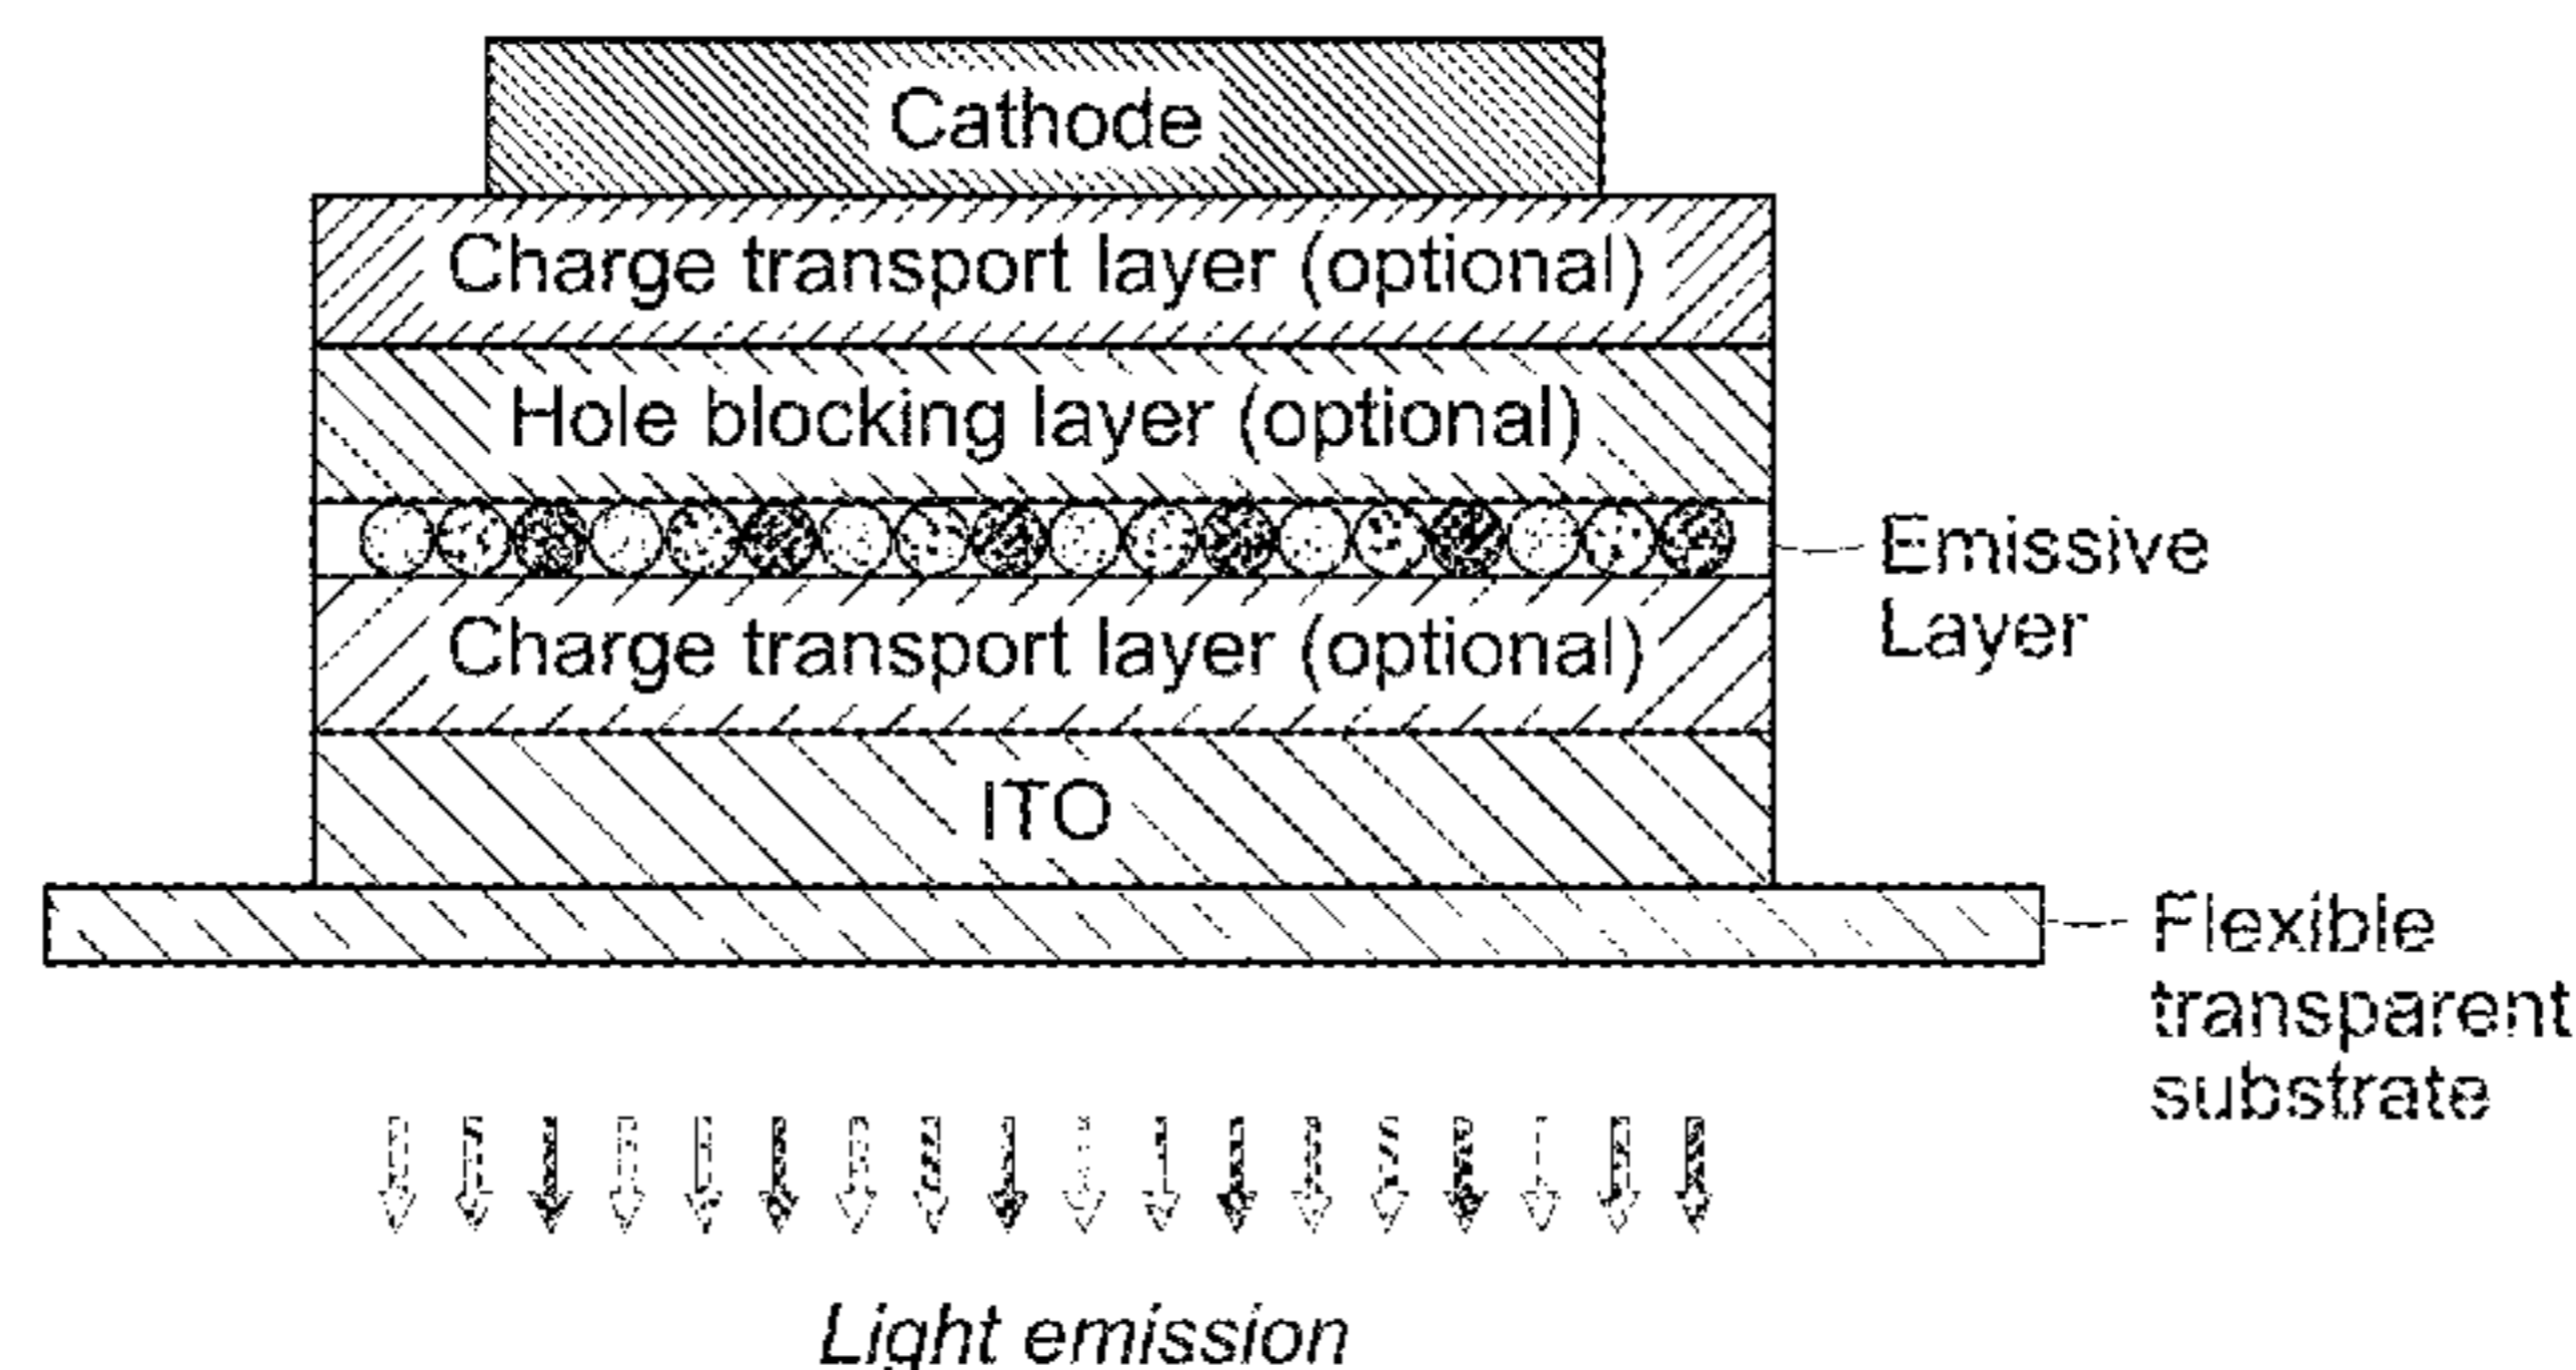 Cathode
Charge transport layer (optional)
Hole blocking layer (optional)
Emissive
Layer
Charge transport layer (optional)
ITO
Flexible
transparent
substrate
Light emission